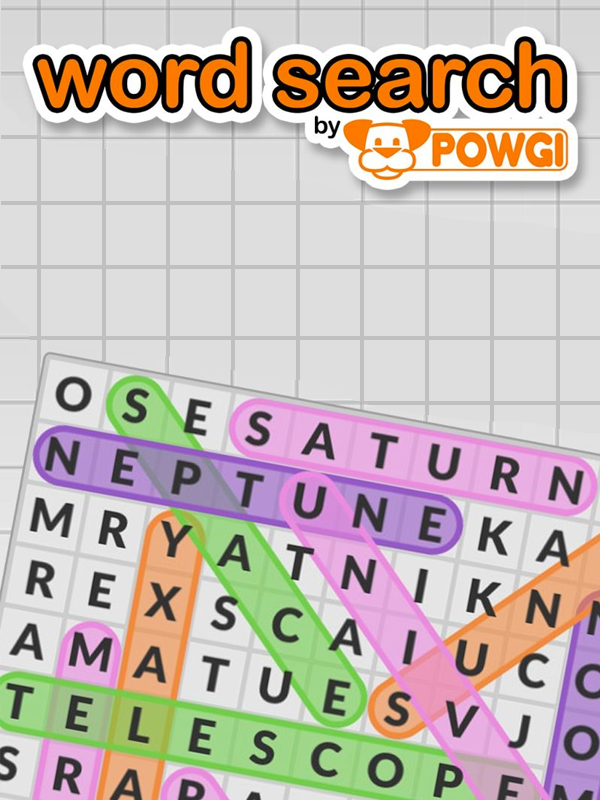 word search
by POWGI
O S E S A T U R N
N E P T U N E K A
M R Y A T N I K N
R E X S C A I U C O
A M A T U E S V J O
T E L E S C O P E M
S R A R